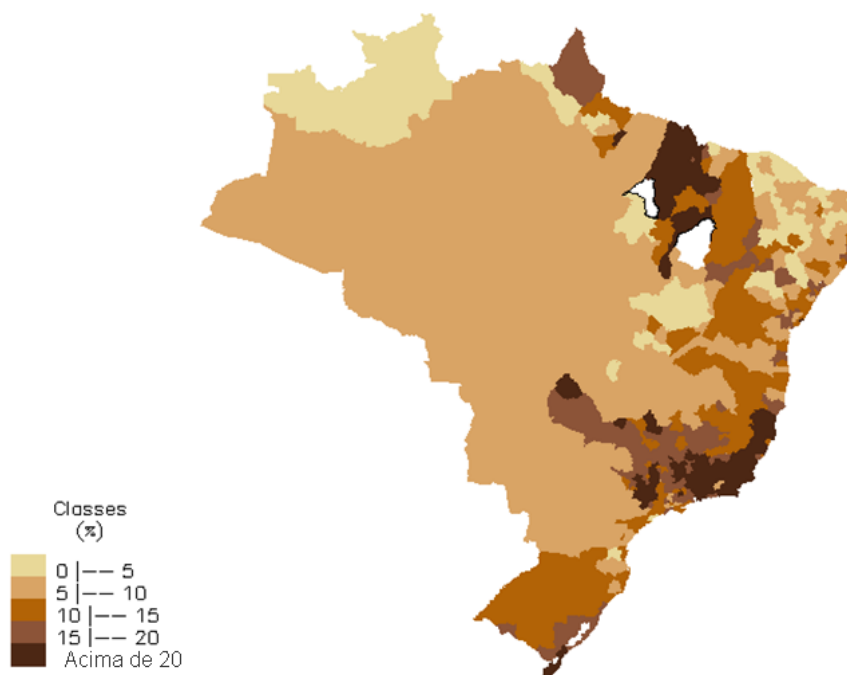 Classes
(%)
0 |—— 5
5 |—— 10
10 |—— 15
15 |—— 20
Acima de 20